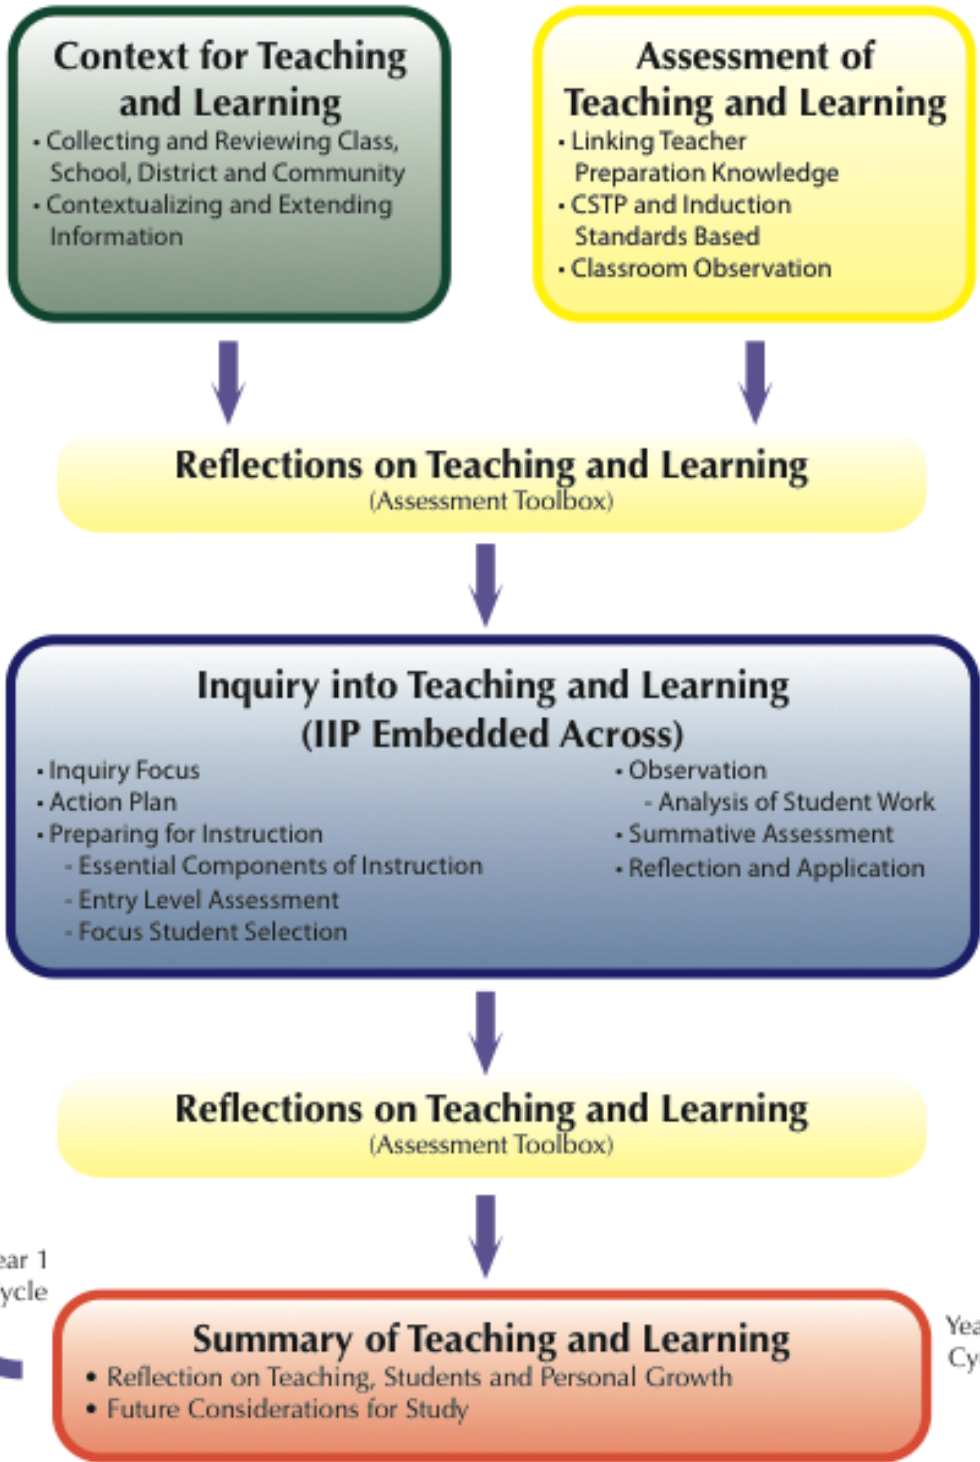 Context for Teaching
and Learning
• Collecting and Reviewing Class,
School, District and Community
• Contextualizing and Extending
Information
Assessment of
Teaching and Learning
• Linking Teacher
Preparation Knowledge
• CSTP and Induction
Standards Based
• Classroom Observation
Reflections on Teaching and Learning
(Assessment Toolbox)
Inquiry into Teaching and Learning
(IIP Embedded Across)
• Inquiry Focus
• Action Plan
• Preparing for Instruction
- Essential Components of Instruction
- Entry Level Assessment
- Focus Student Selection
• Observation
- Analysis of Student Work
• Summative Assessment
• Reflection and Application
Reflections on Teaching and Learning
(Assessment Toolbox)
1
Summary of Teaching and Learning
• Reflection on Teaching, Students and Personal Growth
• Future Considerations for Study